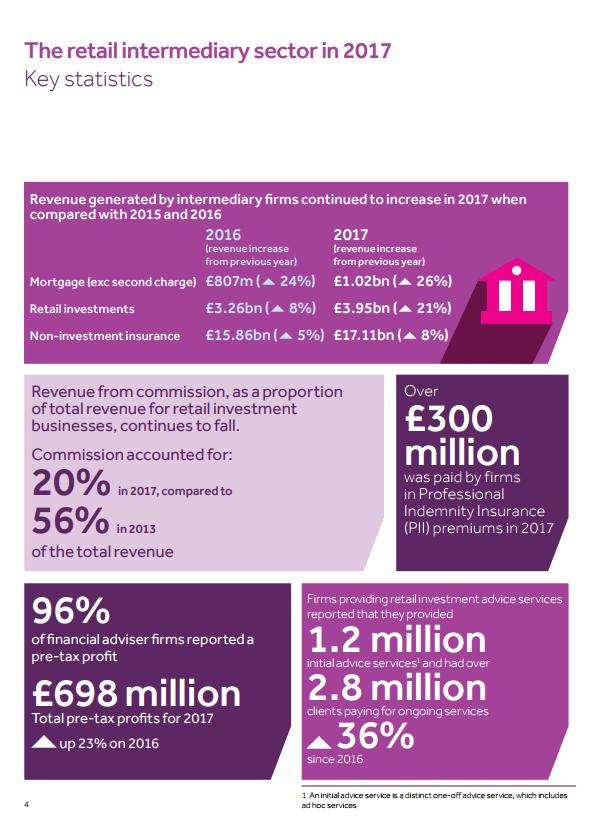 The retail intermediary sector in 2017
Key statistics
Revenue generated by intermediary firms continued to increase in 2017 when
compared with 2015 and 2016
2016 2017
(revenue increase (revenue increase
from previous year) from previous year)
Mortgage (exc second charge) £807m (▲ 24%) £1.02bn (▲ 26%)
Retail investments £3.26bn (▲ 8%) £3.95bn (▲ 21%)
Non-investment insurance £15.86bn (▲ 5%) £17.11bn (▲ 8%)
Revenue from commission, as a proportion
of total revenue for retail investment
businesses, continues to fall.
Commission accounted for:
20% in 2017, compared to
56% in 2013
of the total revenue
Over
£300
million
was paid by firms
in Professional
Indemnity Insurance
(PII) premiums in 2017
96%
of financial adviser firms reported a
pre-tax profit
£698 million
Total pre-tax profits for 2017
▲ up 23% on 2016
Firms providing retail investment advice services
reported that they provided
1.2 million
initial advice services¹ and had over
2.8 million
clients paying for ongoing services
▲ 36%
since 2016
1 An initial advice service is a distinct one-off advice service, which includes
ad hoc services
4